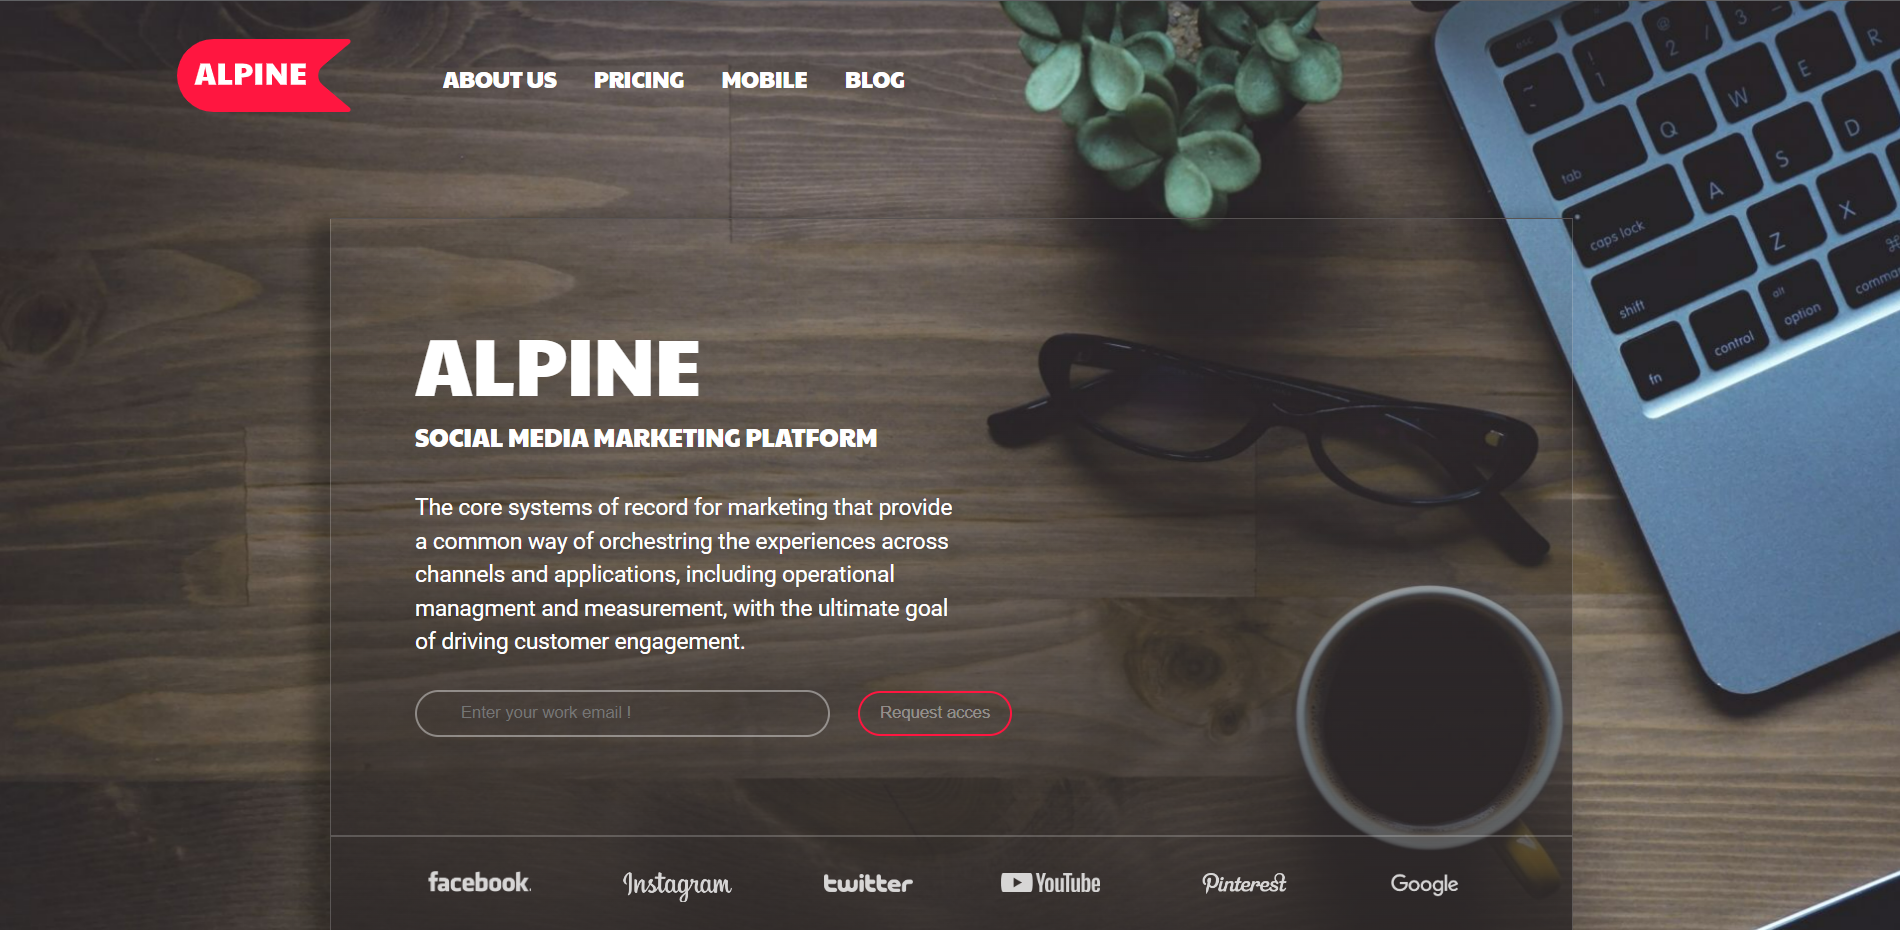 ALPINE
ABOUT US PRICING MOBILE BLOG
ALPINE
SOCIAL MEDIA MARKETING PLATFORM
The core systems of record for marketing that provide
a common way of orchestring the experiences across
channels and applications, including operational
managment and measurement, with the ultimate goal
of driving customer engagement.
Enter your work email !
Request acces
facebook.
Instagram
twitter
YouTube
Pinterest
Google
esc
@
2
/
3
-
R
!
1
~
W
E
Q
S
D
tab
A
X
caps lock
Z
⌘
shift
alt
option
control
fn